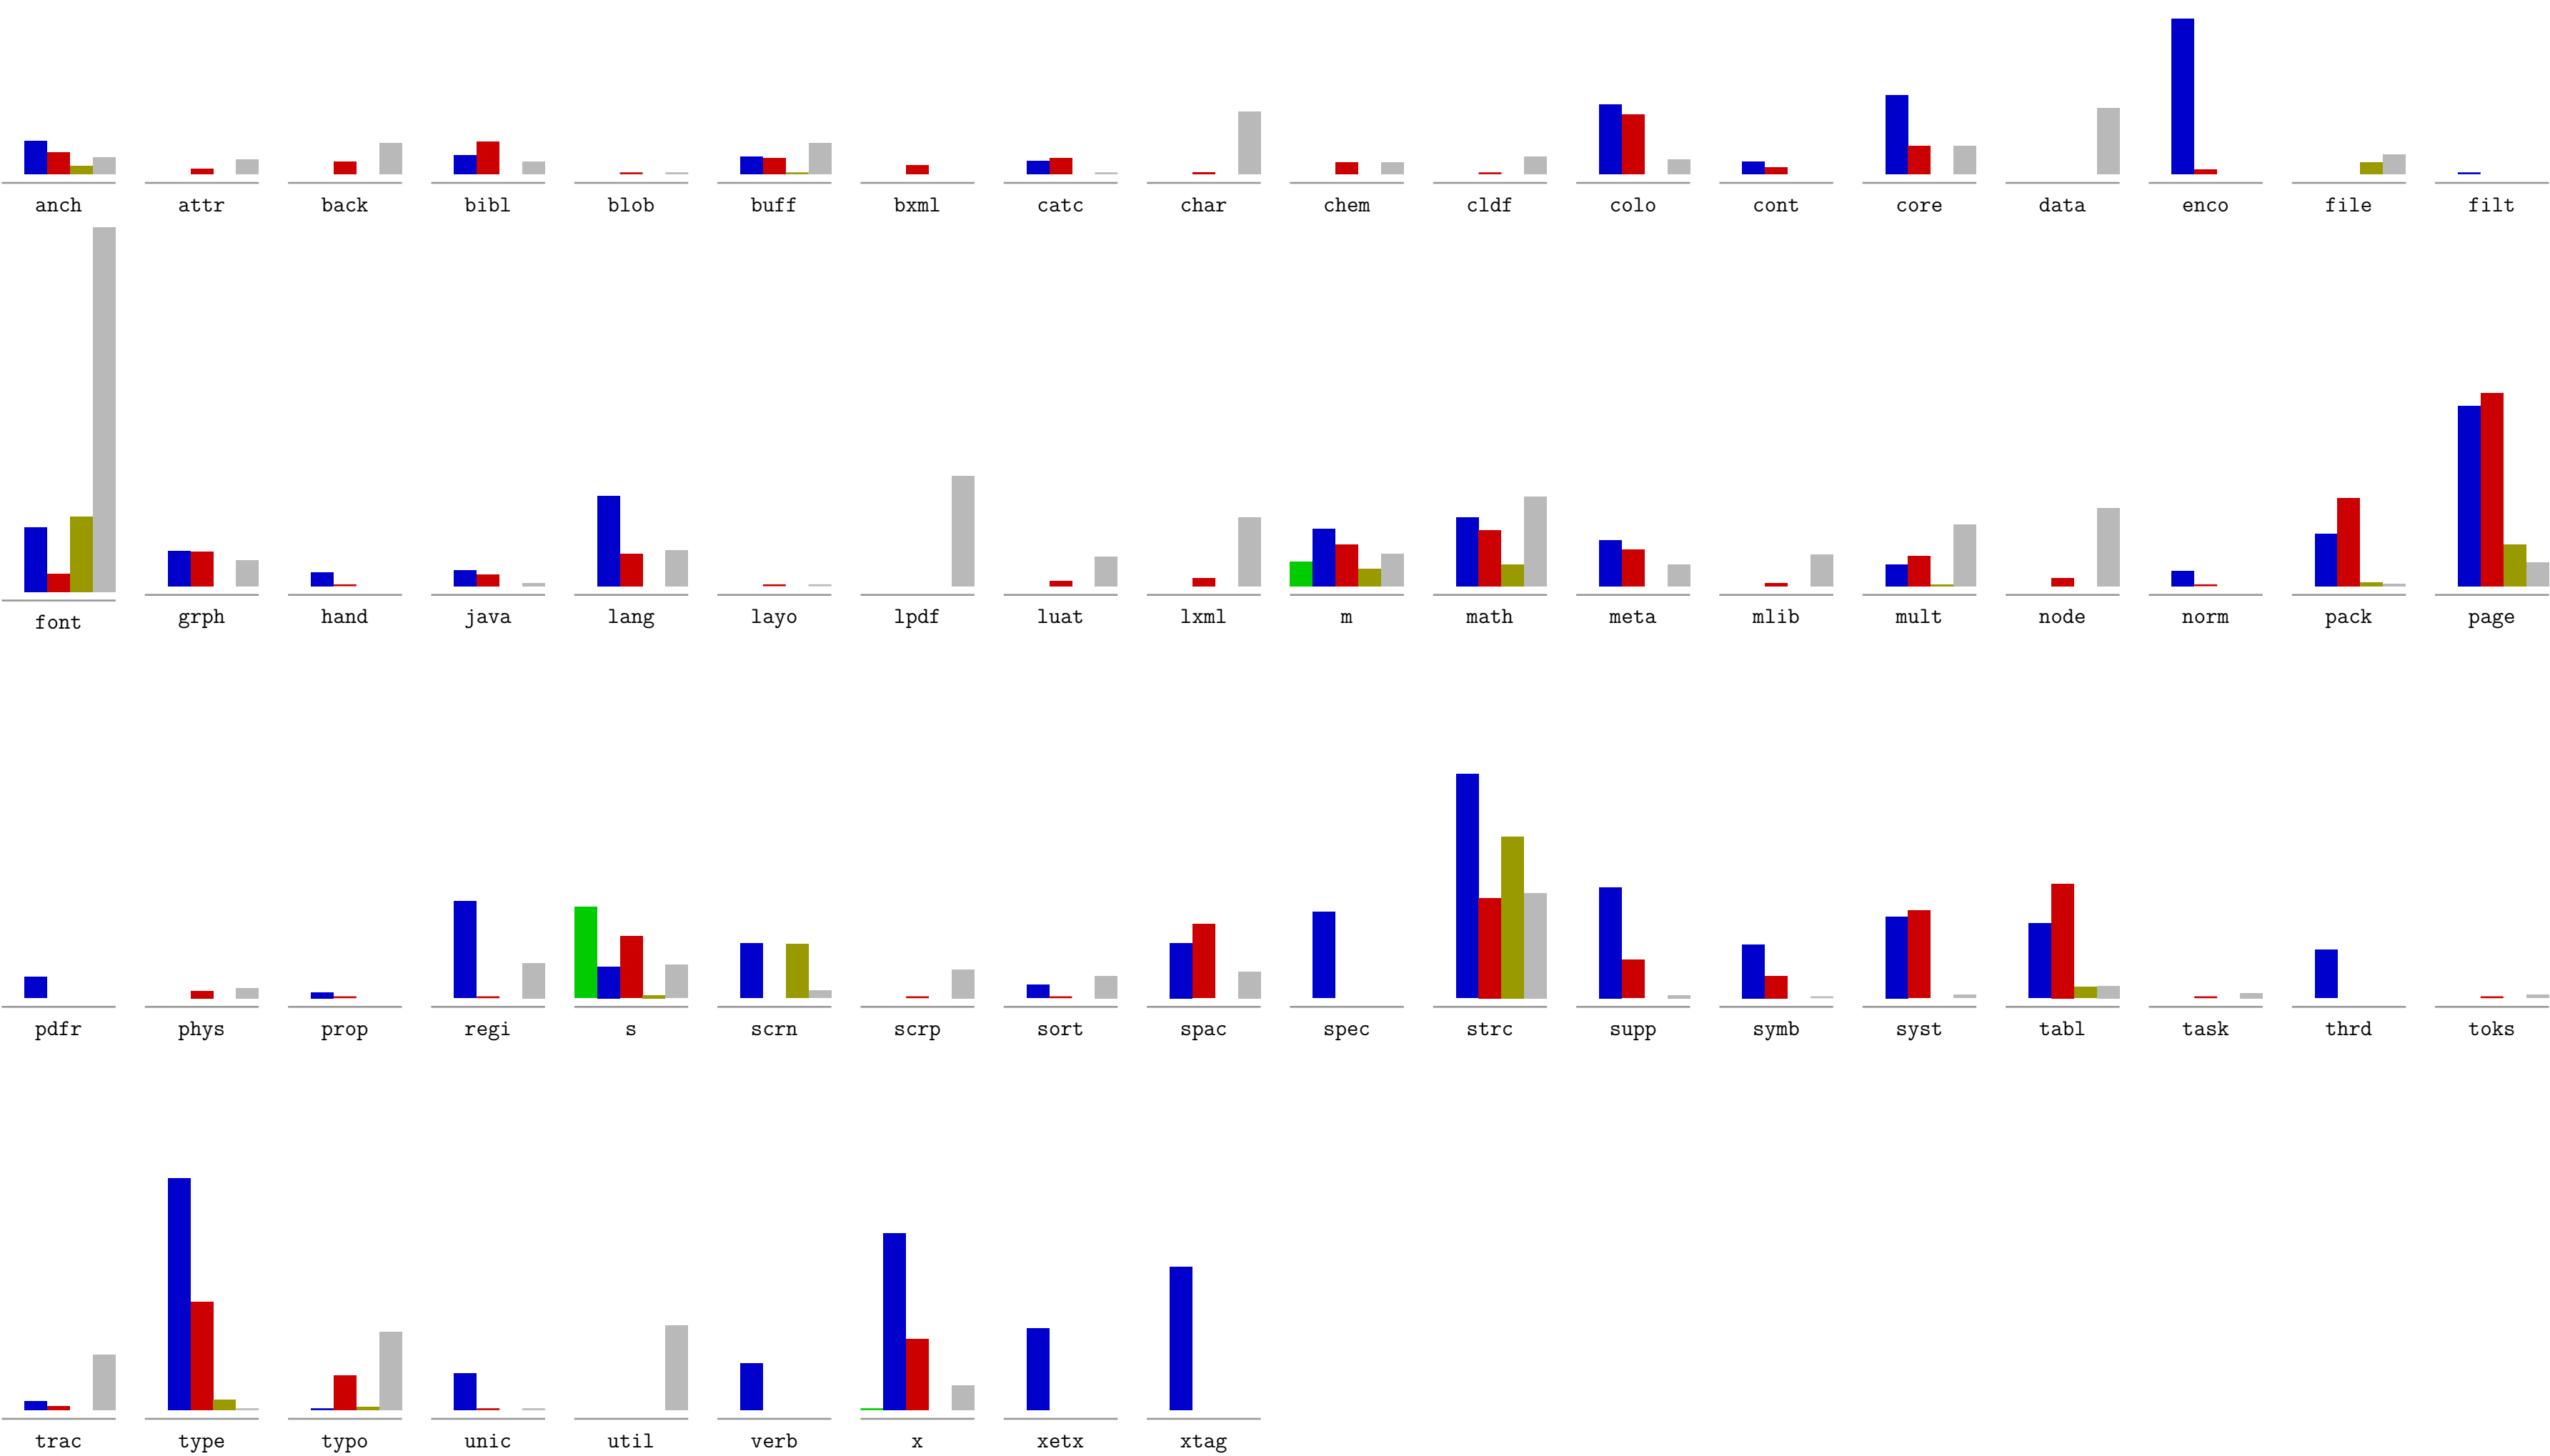 anch attr back bibl blob buff bxml catc char chem cldf colo cont core data enco file filt
font grph hand java lang layo lpdf luat lxml m math meta mlib mult node norm pack page
pdfr phys prop regi s scrn scrp sort spac spec strc supp symb syst tabl task thrd toks
trac type typo unic util verb x xetx xtag